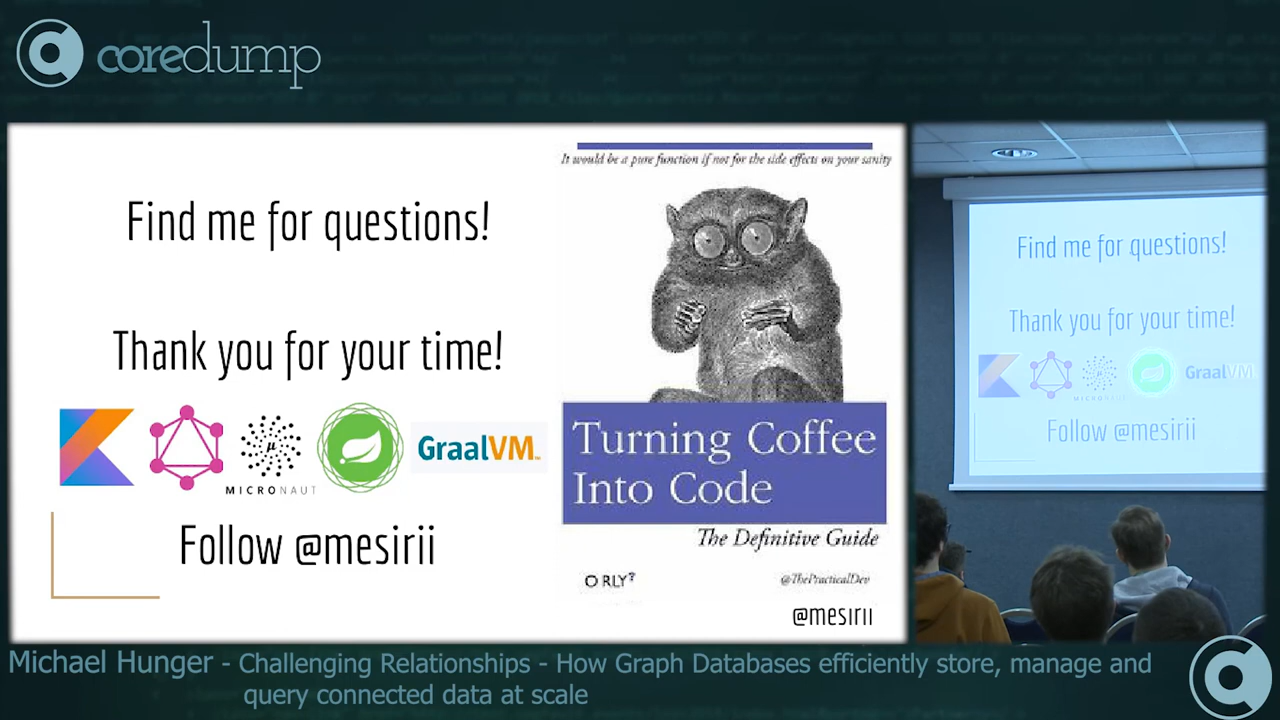 coredump
It would be a pure function if not for the side effects on your sanity
Find me for questions!
Thank you for your time!
µ
MICRONAUT
GraalVM™
Follow @mesirii
Turning Coffee
Into Code
The Definitive Guide
O RLY?
@ThePracticalDev
@mesirii
Find me for questions!
Thank you for your time!
MICRONAUT
GraalVM
Follow @mesirii
Michael Hunger - Challenging Relationships - How Graph Databases efficiently store, manage and
query connected data at scale